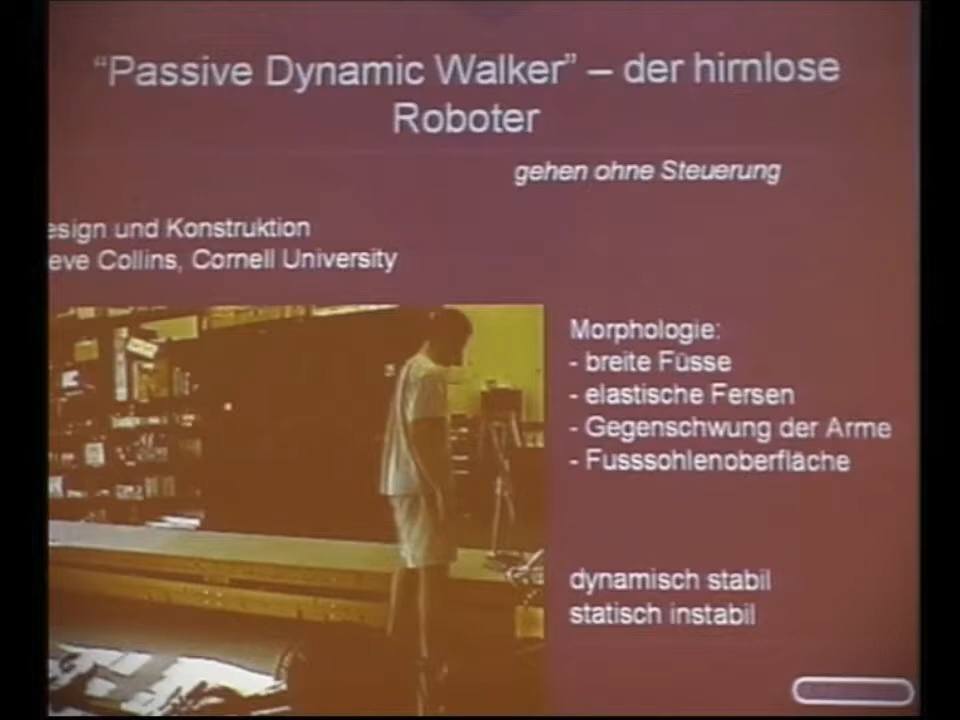 “Passive Dynamic Walker” – der hirnlose
Roboter
gehen ohne Steuerung
esign und Konstruktion
eve Collins, Cornell University
Morphologie:
- breite Füsse
- elastische Fersen
- Gegenschwung der Arme
- Fusssohlenoberfläche
dynamisch stabil
statisch instabil